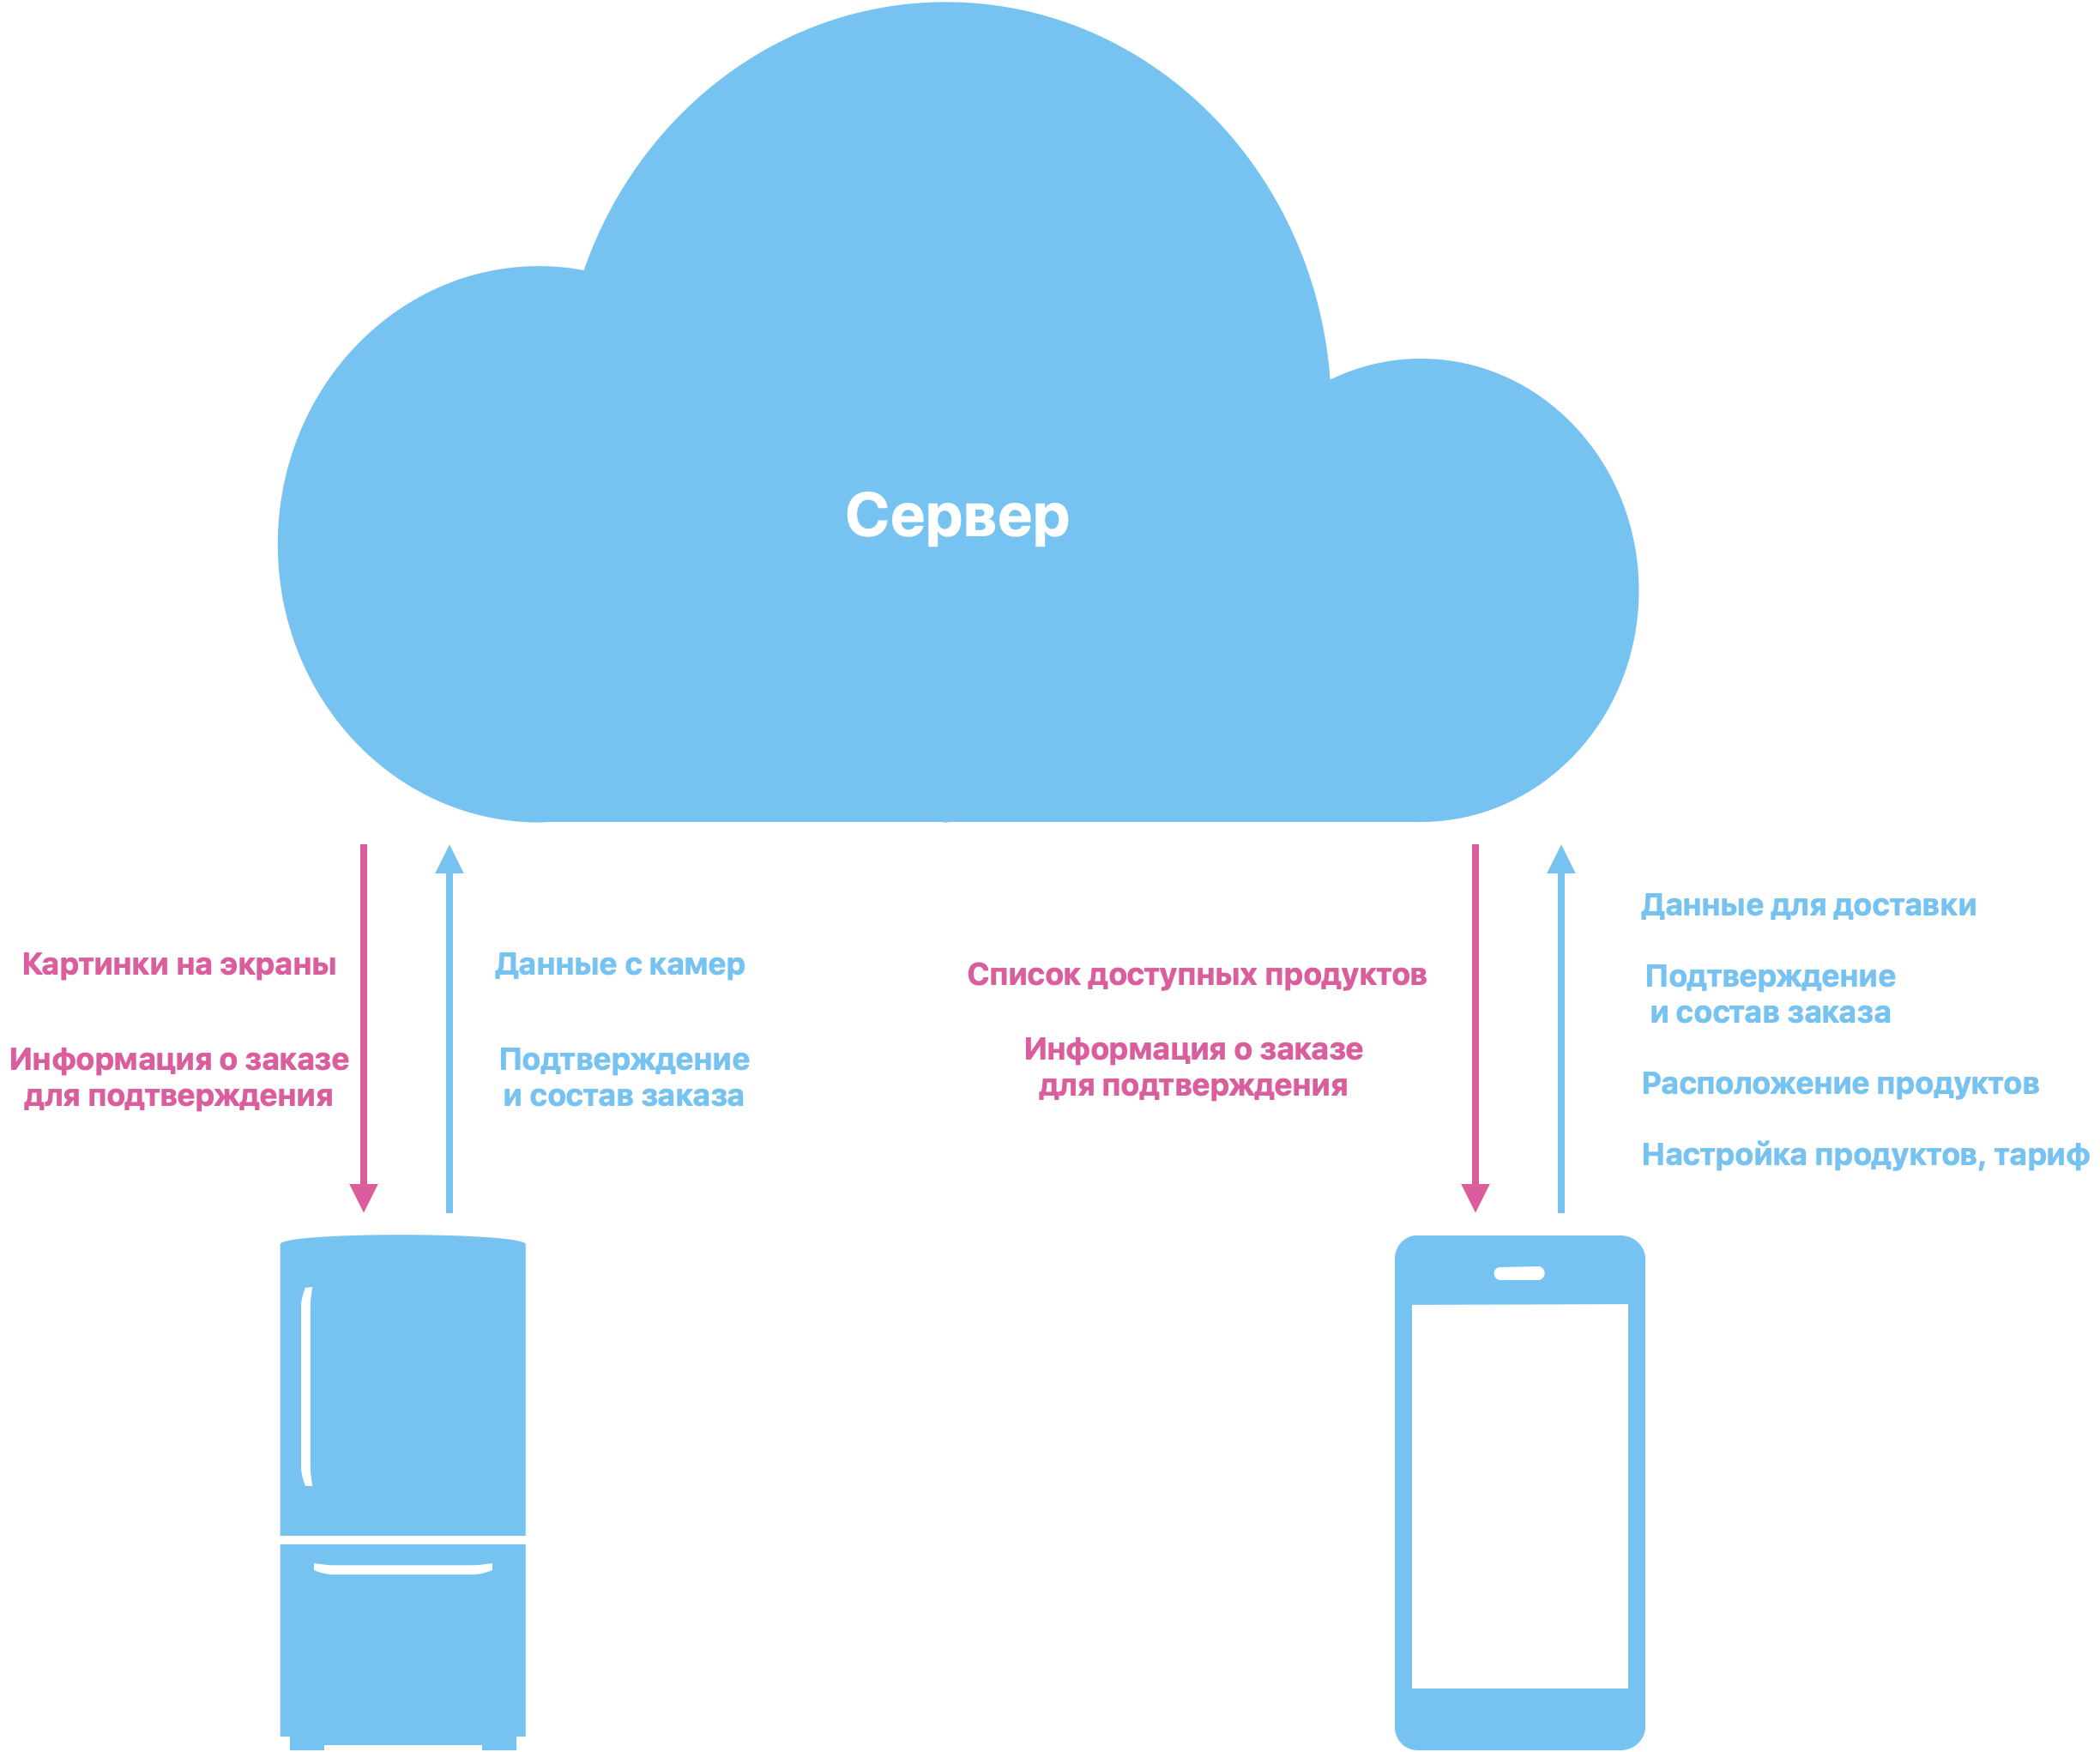 Сервер
Картинки на экраны
Информация о заказе
для подтверждения
Данные с камер
Подтверждение
и состав заказа
Список доступных продуктов
Информация о заказе
для подтверждения
Данные для доставки
Подтверждение
и состав заказа
Расположение продуктов
Настройка продуктов, тариф